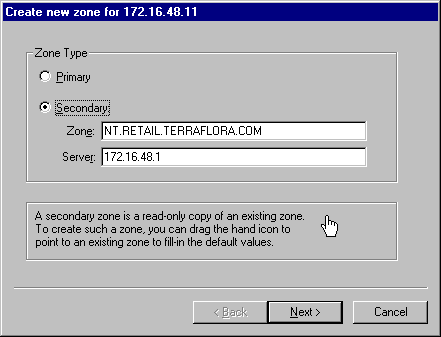 Create new zone for 172.16.48.11
Zone Type
Primary
Secondary
Zone: NT.RETAIL.TERRAFLORA.COM
Server: 172.16.48.1
A secondary zone is a read-only copy of an existing zone.
To create such a zone, you can drag the hand icon to
point to an existing zone to fill-in the default values.
< Back Next > Cancel